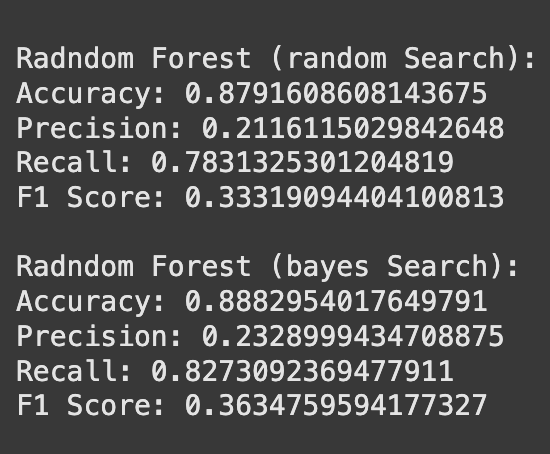 Radndom Forest (random Search):
Accuracy: 0.8791608608143675
Precision: 0.2116115029842648
Recall: 0.7831325301204819
F1 Score: 0.33319094404100813
Radndom Forest (bayes Search):
Accuracy: 0.8882954017649791
Precision: 0.2328999434708875
Recall: 0.8273092369477911
F1 Score: 0.3634759594177327